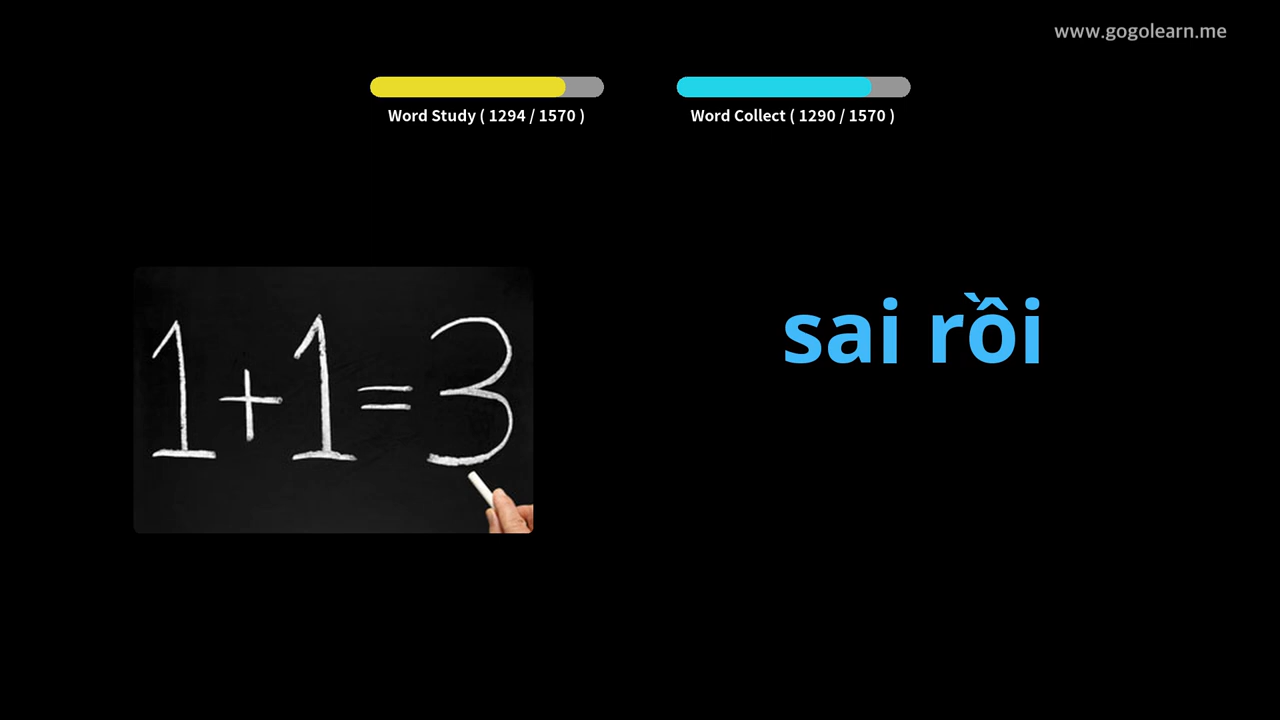 www.gogolearn.me
Word Study ( 1294 / 1570 )
Word Collect ( 1290 / 1570 )
sai rồi
1+1=3